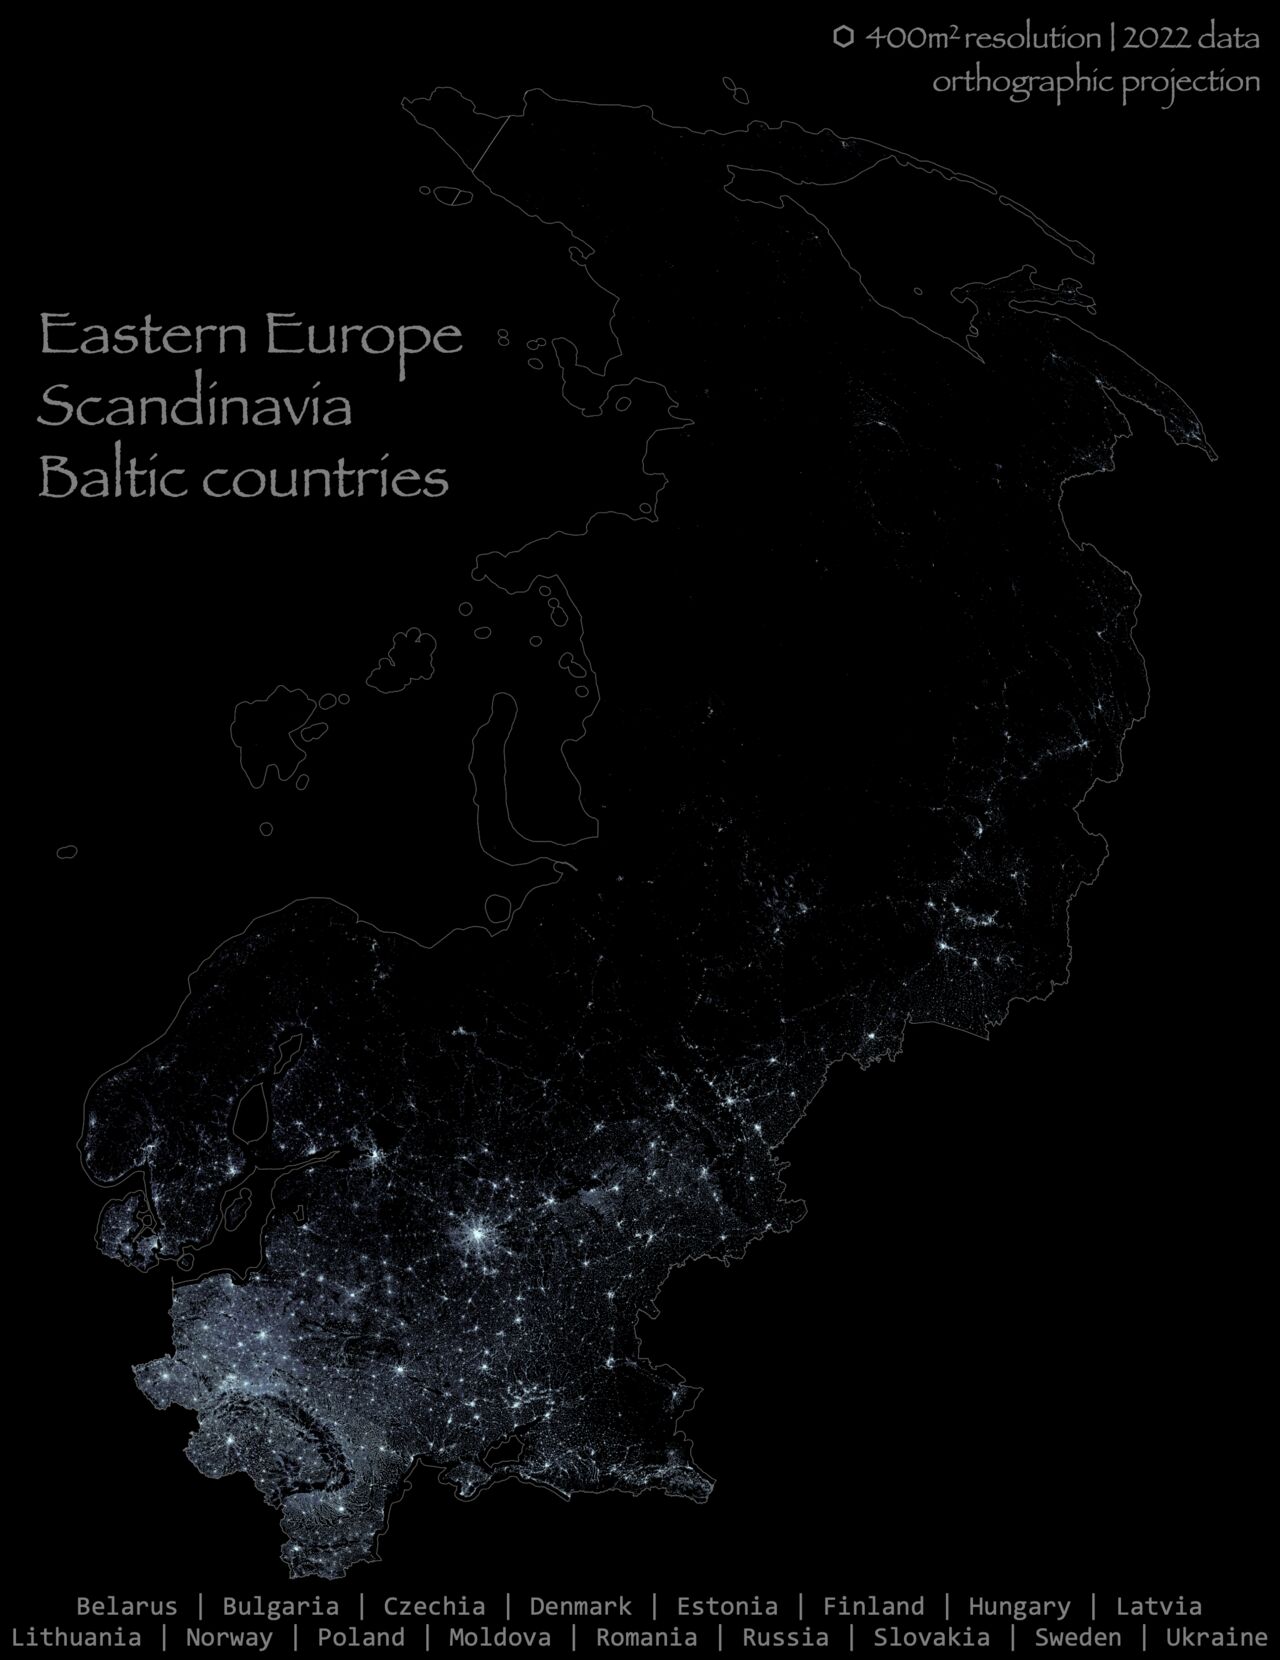 400m² resolution | 2022 data
orthographic projection
Eastern Europe
Scandinavia
Baltic countries
Belarus | Bulgaria | Czechia | Denmark | Estonia | Finland | Hungary | Latvia
Lithuania | Norway | Poland | Moldova | Romania | Russia | Slovakia | Sweden | Ukraine